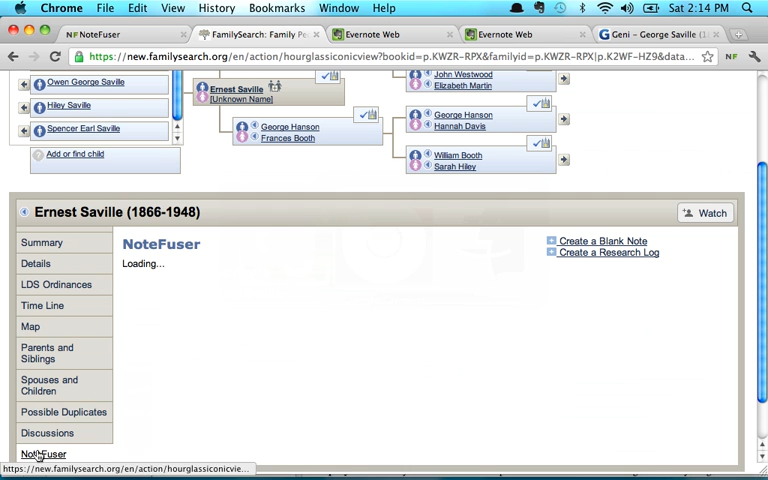 Chrome File Edit View History Bookmarks Window Help Sat 2:14 PM
NF NoteFuser × FamilySearch: Family Pe × Evernote Web × Evernote Web × Geni - George Saville (1 ×
https://new.familysearch.org/en/action/hourglassiconicview?bookid=p.KWZR-RPX&familyid=p.KWZR-RPX|p.K2WF-HZ9&data... NF
Owen George Saville
Hiley Saville
Spencer Earl Saville
Add or find child
Ernest Saville
[Unknown Name]
George Hanson
Frances Booth
John Westwood
Elizabeth Martin
George Hanson
Hannah Davis
William Booth
Sarah Hiley
Ernest Saville (1866-1948)
Watch
Summary
Details
LDS Ordinances
Time Line
Map
Parents and
Siblings
Spouses and
Children
Possible Duplicates
Discussions
NoteFuser
NoteFuser
Loading...
Create a Blank Note
Create a Research Log
https://new.familysearch.org/en/action/hourglassiconicvie...